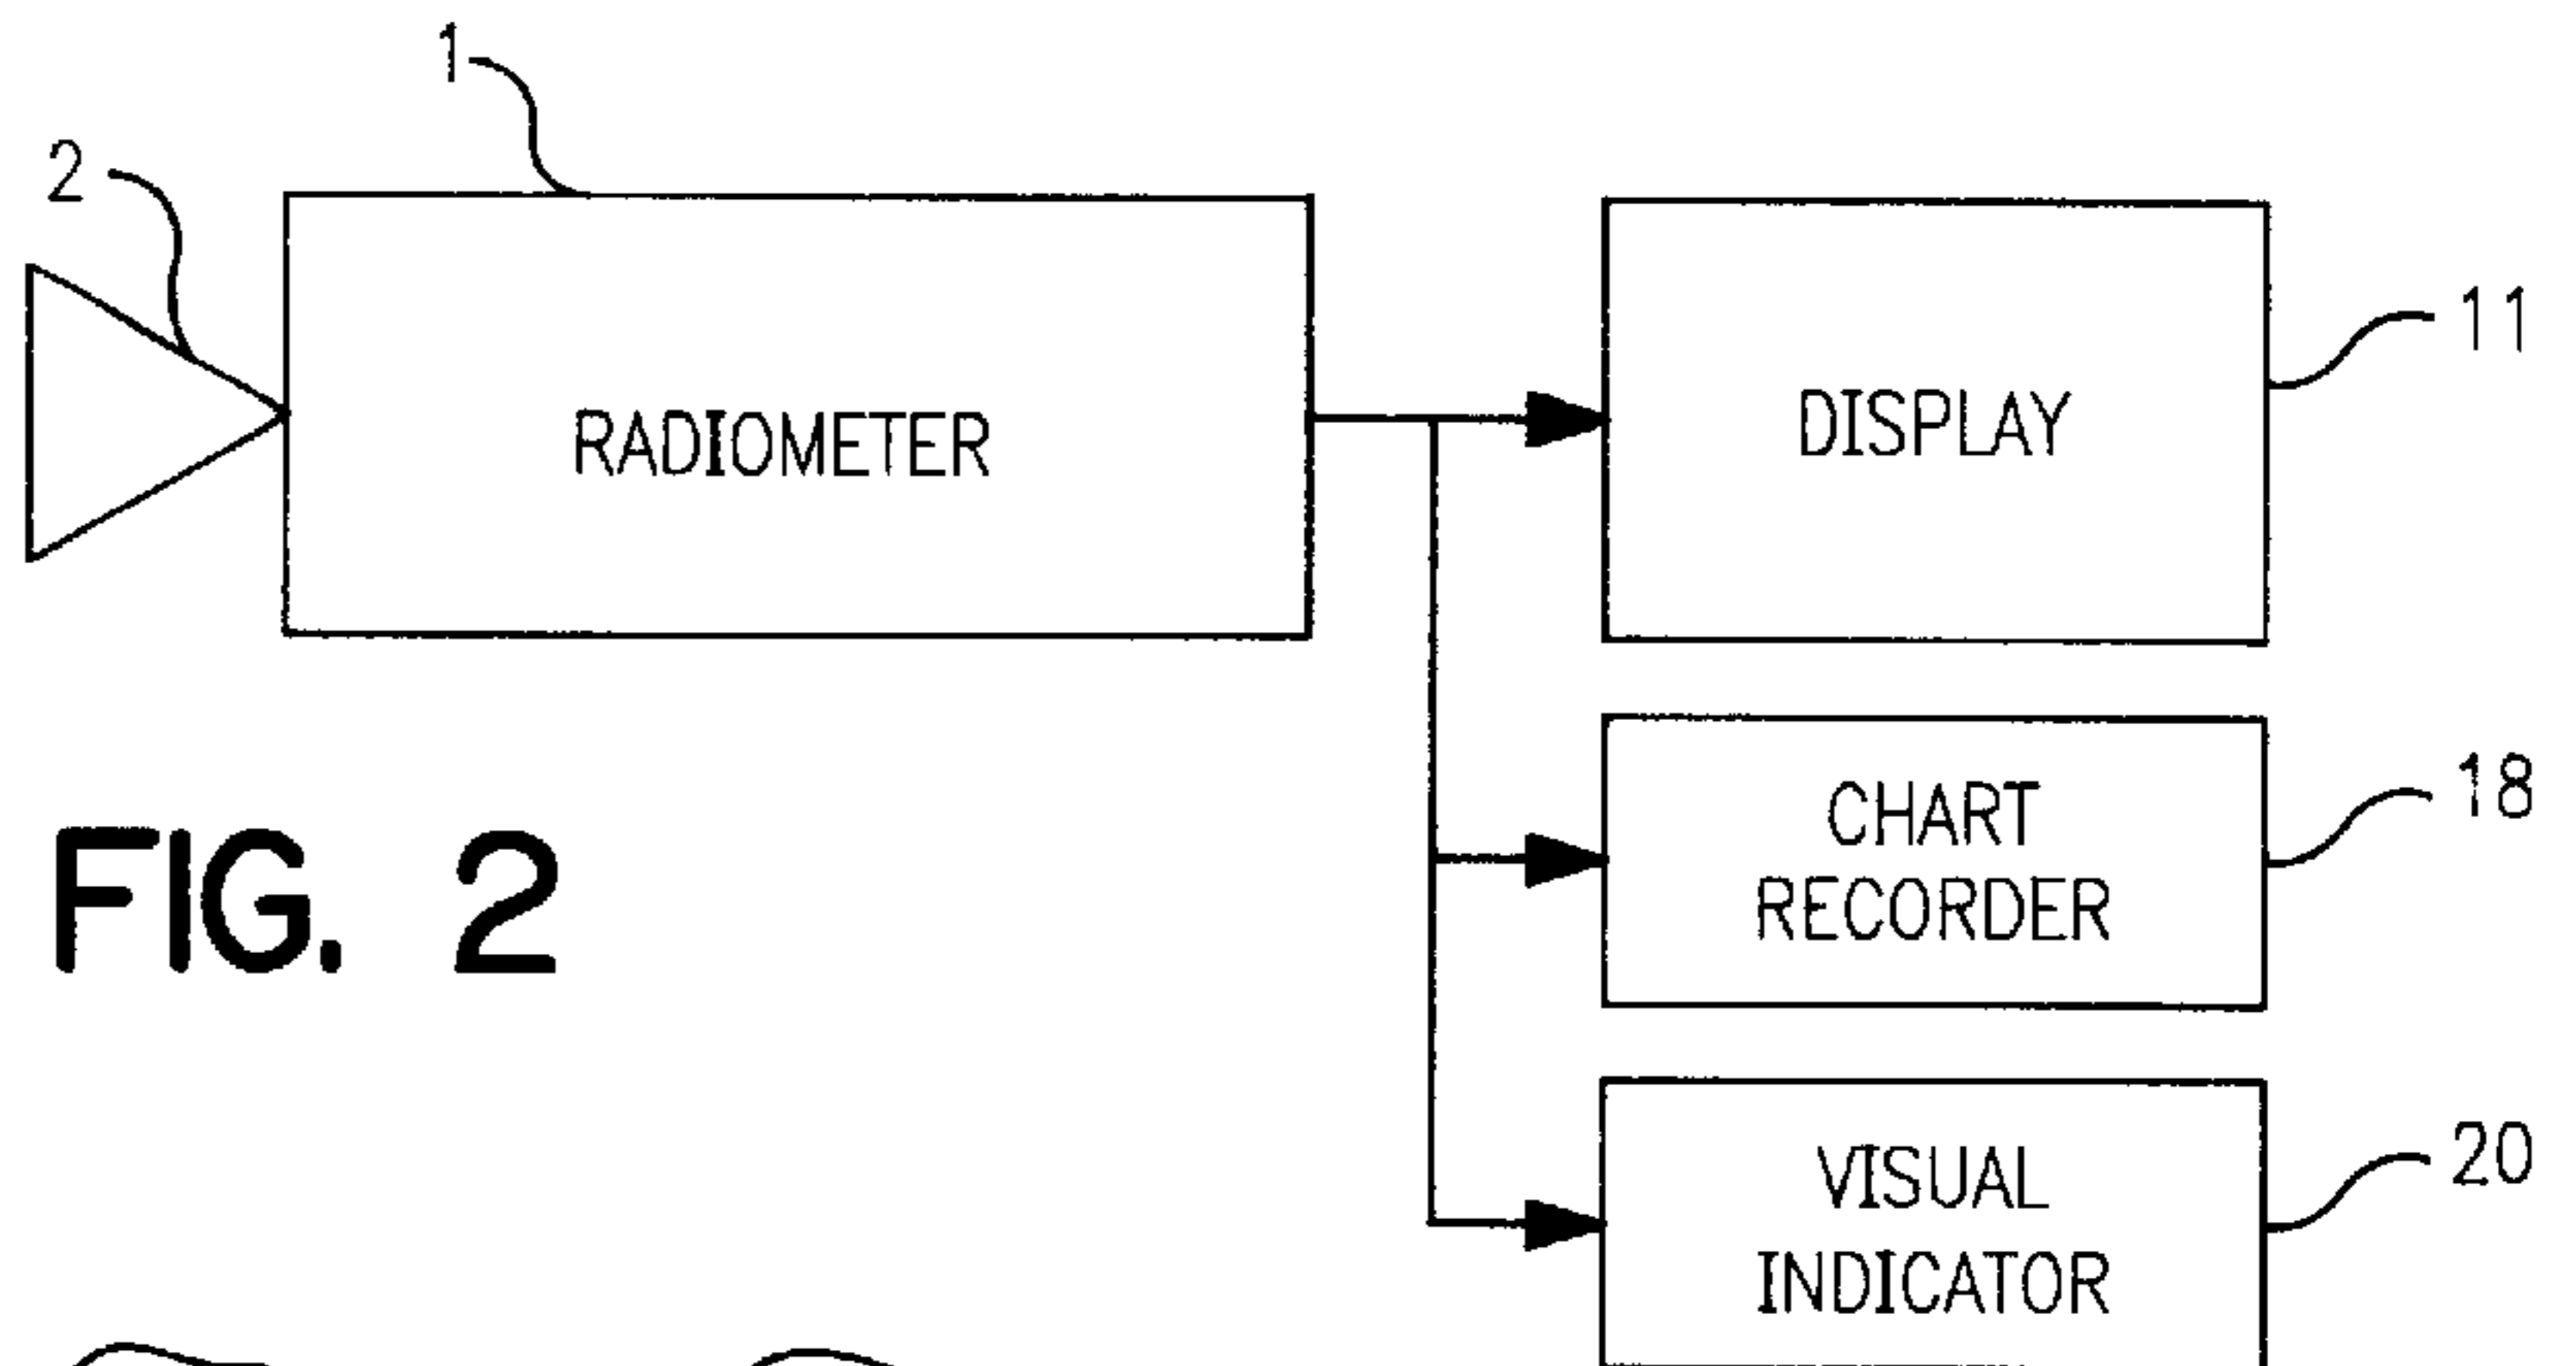 1
2
RADIOMETER
DISPLAY
11
CHART
RECORDER
18
FIG. 2
VISUAL
INDICATOR
20